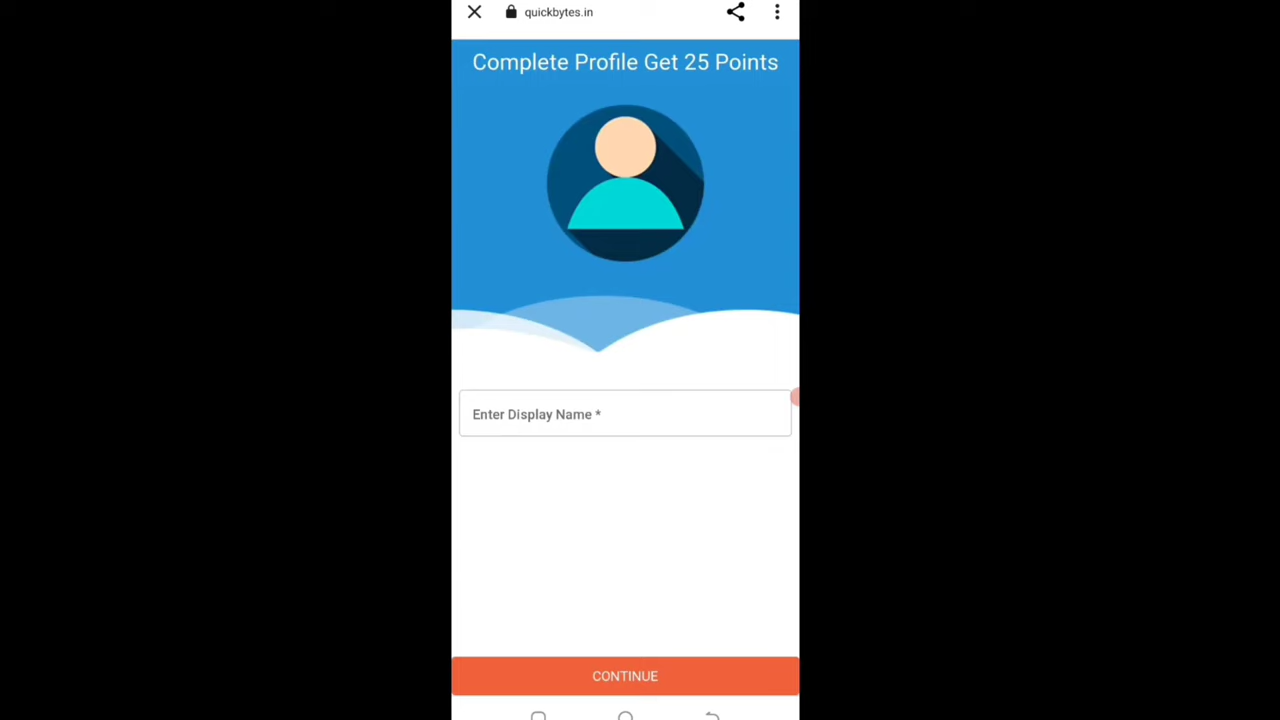 quickbytes.in
Complete Profile Get 25 Points
Enter Display Name *
CONTINUE